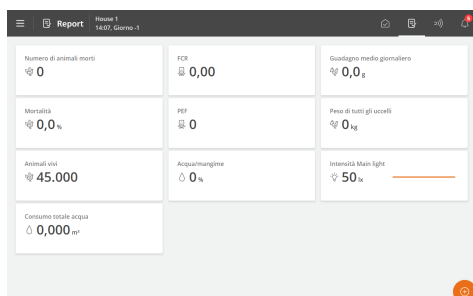 Report
House 1
14:07, Giorno -1
Numero di animali morti
0
FCR
0,00
Guadagno medio giornaliero
0,0 g
Mortalità
0,0 %
PEF
0
Peso di tutti gli uccelli
0 kg
Animali vivi
45.000
Acqua/mangime
0 %
Intensità Main light
50 lx
Consumo totale acqua
0,000 m³